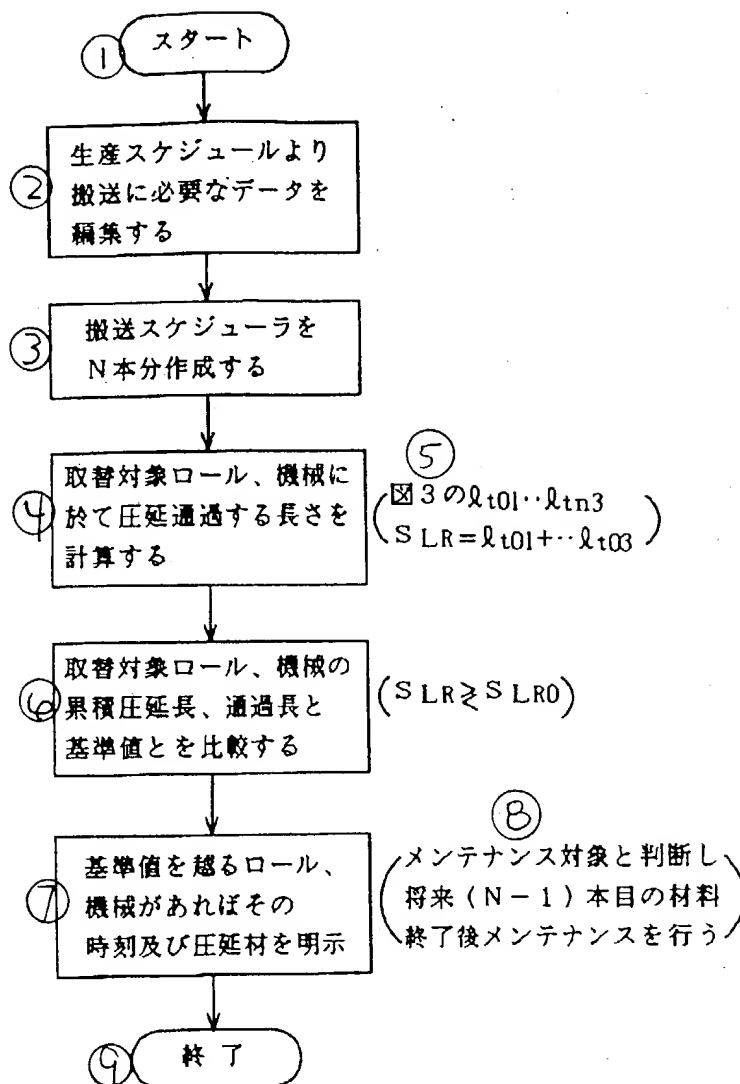 ① スタート
② 生産スケジュールより
搬送に必要なデータを
編集する
③ 搬送スケジューラを
N本分作成する
④ 取替対象ロール、機械に
於て圧延通過する長さを
計算する
⑤
(図3のℓt01‥ℓtn3
SLR=ℓt01+‥ℓt03)
⑥ 取替対象ロール、機械の
累積圧延長、通過長と
基準値とを比較する
(SLR≷SLR0)
⑦ 基準値を越るロール、
機械があればその
時刻及び圧延材を明示
⑧
(メンテナンス対象と判断し
将来(N-1)本目の材料
終了後メンテナンスを行う)
⑨ 終了